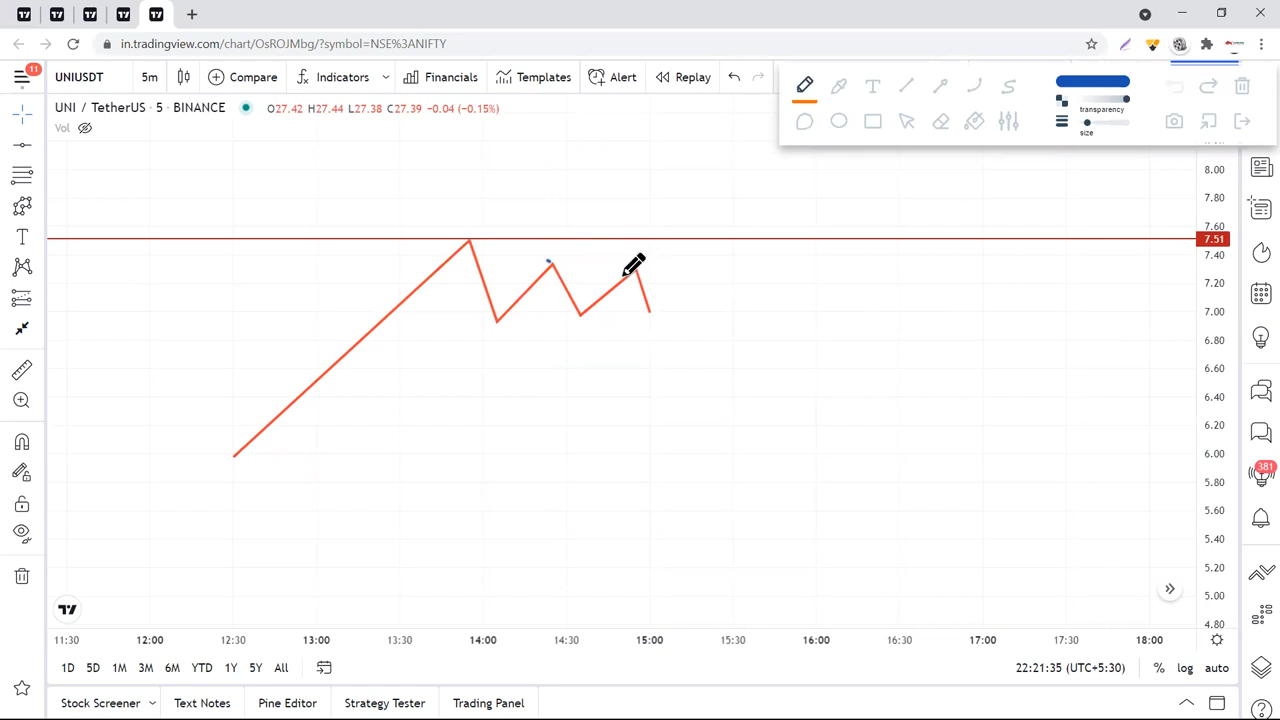 in.tradingview.com/chart/OsROJMbg/?symbol=NSE%3ANIFTY
11
UNIUSDT 5m Compare Indicators Financials Templates Alert Replay
T
transparency
size
UNI / TetherUS · 5 · BINANCE O27.42 H27.44 L27.38 C27.39 −0.04 (−0.15%)
Vol
8.00
7.80
7.60
7.51
7.40
7.20
7.00
6.80
6.60
6.40
6.20
6.00
5.80
5.60
5.40
5.20
5.00
4.80
381
11:30 12:00 12:30 13:00 13:30 14:00 14:30 15:00 15:30 16:00 16:30 17:00 17:30 18:00
1D 5D 1M 3M 6M YTD 1Y 5Y All 22:21:35 (UTC+5:30) % log auto
Stock Screener Text Notes Pine Editor Strategy Tester Trading Panel